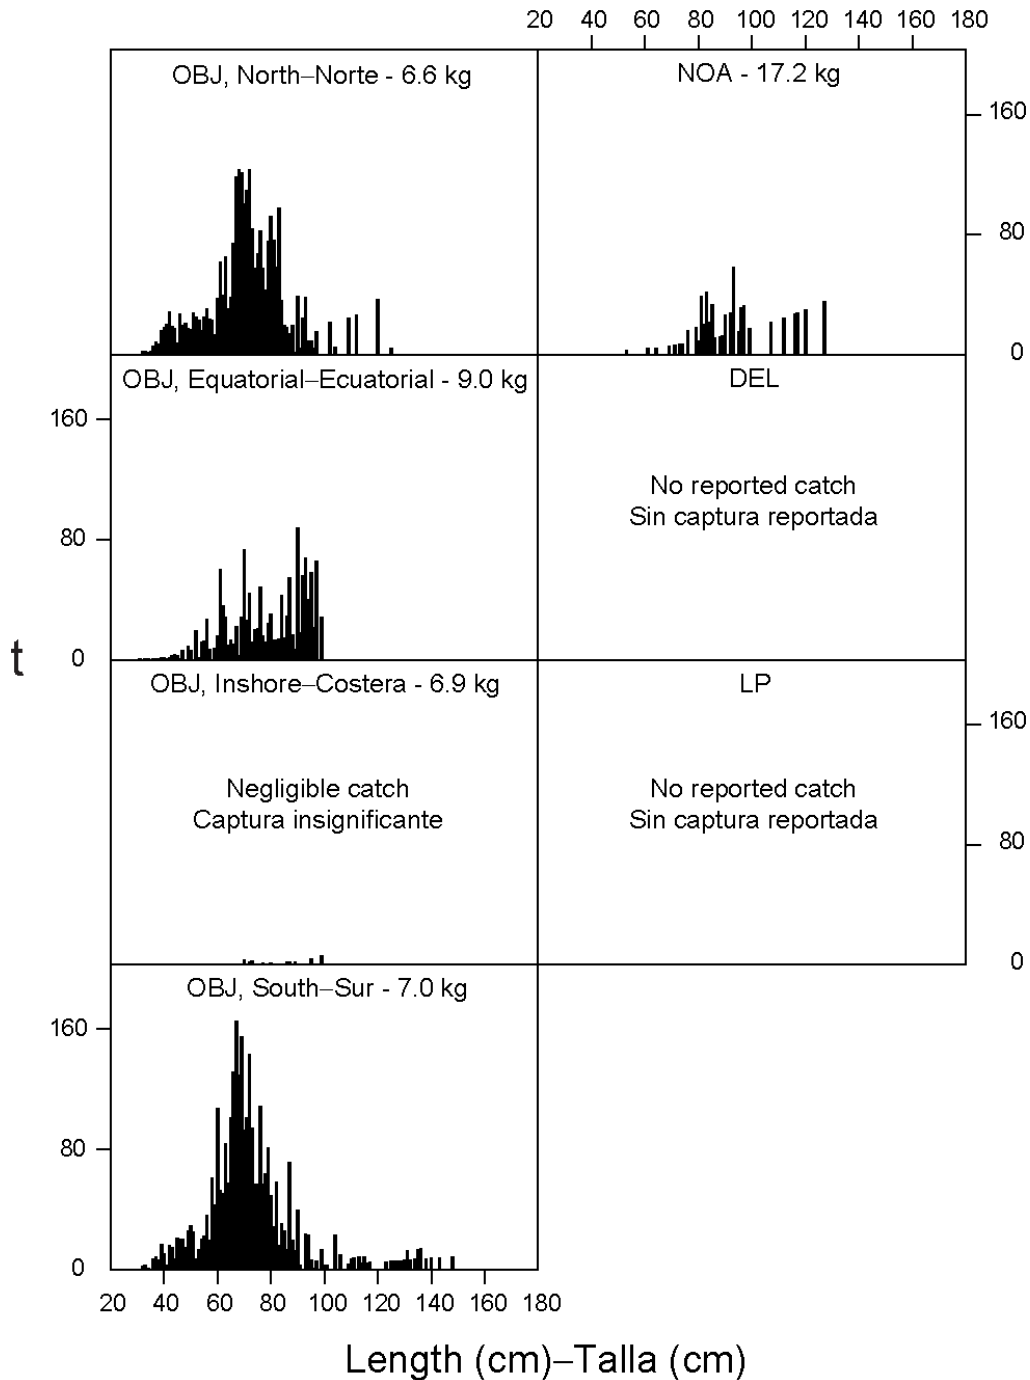 20 40 60 80 100 120 140 160 180
OBJ, North–Norte - 6.6 kg
NOA - 17.2 kg
160
80
0
OBJ, Equatorial–Ecuatorial - 9.0 kg
DEL
160
80
0
No reported catch
Sin captura reportada
t
OBJ, Inshore–Costera - 6.9 kg
LP
Negligible catch
Captura insignificante
No reported catch
Sin captura reportada
160
80
0
OBJ, South–Sur - 7.0 kg
160
80
0
20 40 60 80 100 120 140 160 180
Length (cm)–Talla (cm)